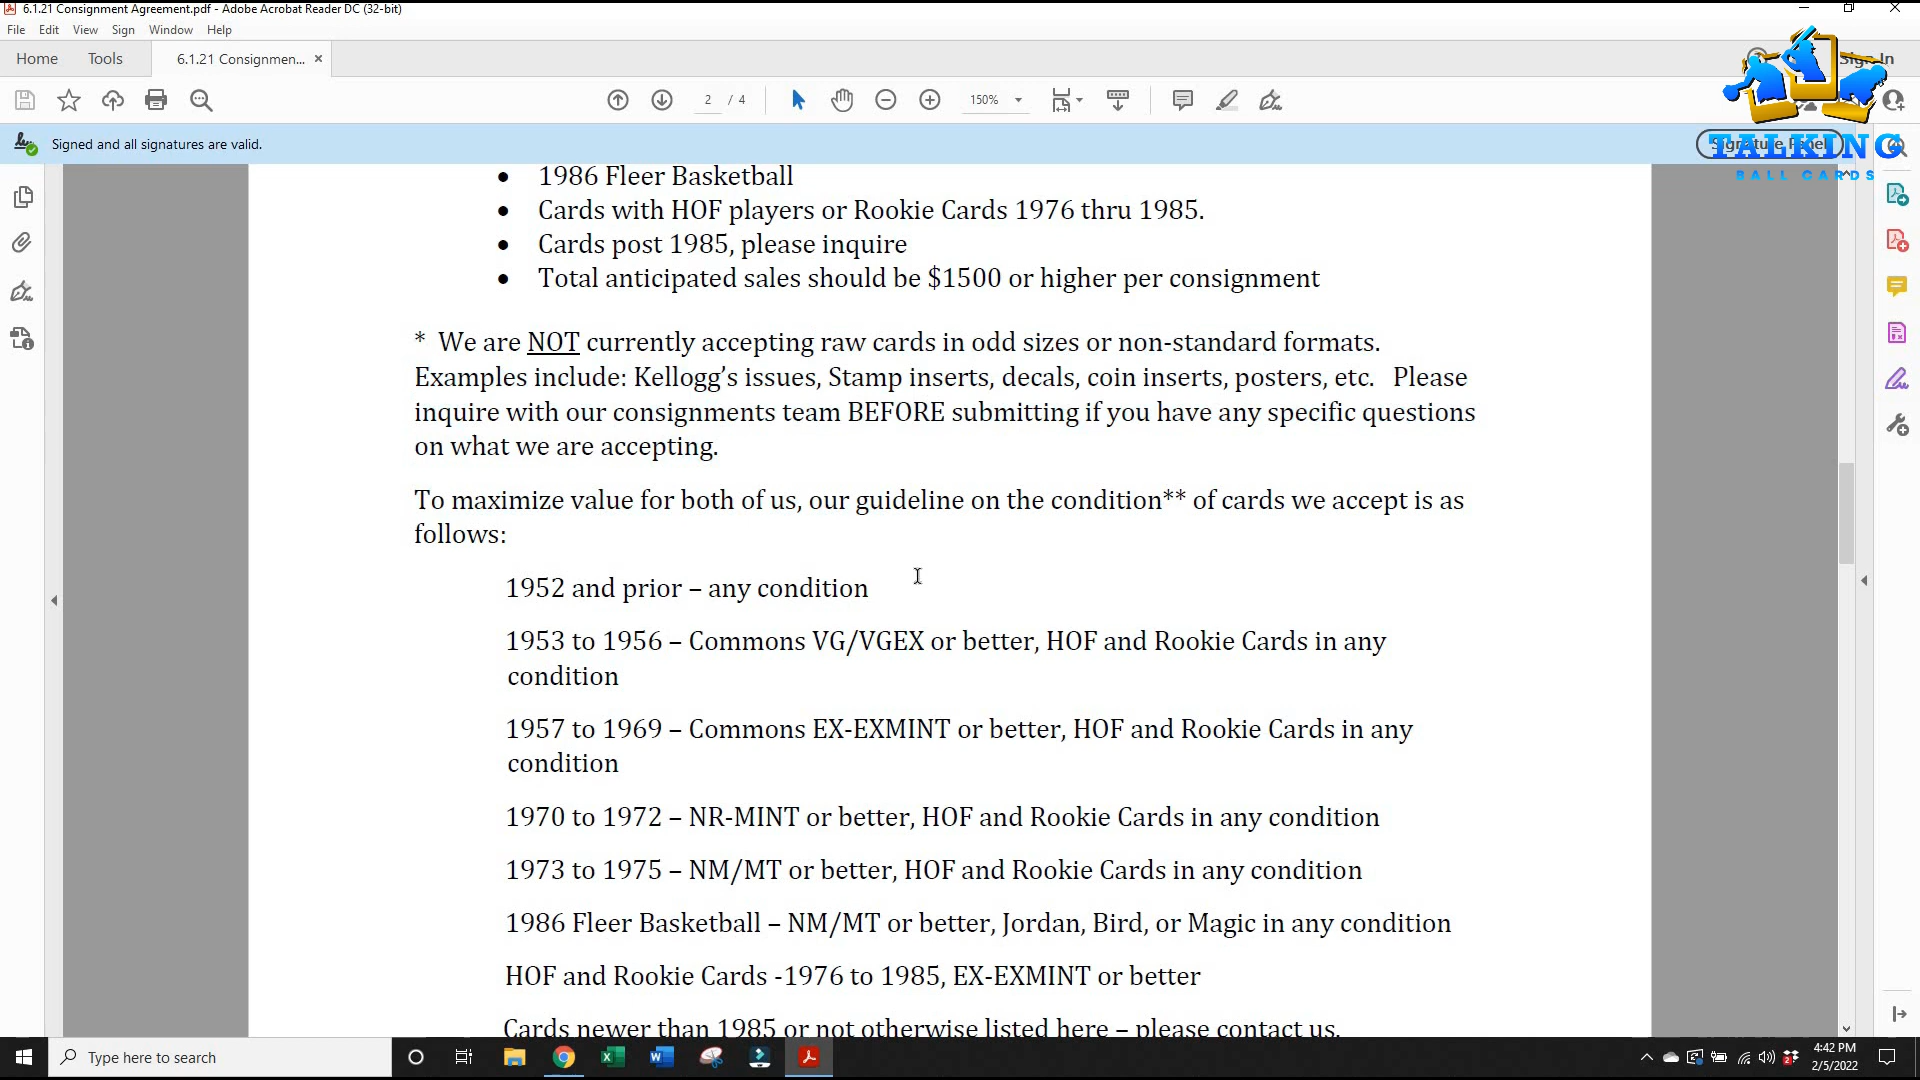 6.1.21 Consignment Agreement.pdf - Adobe Acrobat Reader DC (32-bit)
File Edit View Sign Window Help
Home Tools 6.1.21 Consignmen... Sign In
2 / 4 150%
Signed and all signatures are valid.
TALKING
BALL CARDS
• 1986 Fleer Basketball
• Cards with HOF players or Rookie Cards 1976 thru 1985.
• Cards post 1985, please inquire
• Total anticipated sales should be $1500 or higher per consignment
* We are NOT currently accepting raw cards in odd sizes or non-standard formats.
Examples include: Kellogg’s issues, Stamp inserts, decals, coin inserts, posters, etc. Please
inquire with our consignments team BEFORE submitting if you have any specific questions
on what we are accepting.
To maximize value for both of us, our guideline on the condition** of cards we accept is as
follows:
1952 and prior – any condition
1953 to 1956 – Commons VG/VGEX or better, HOF and Rookie Cards in any
condition
1957 to 1969 – Commons EX-EXMINT or better, HOF and Rookie Cards in any
condition
1970 to 1972 – NR-MINT or better, HOF and Rookie Cards in any condition
1973 to 1975 – NM/MT or better, HOF and Rookie Cards in any condition
1986 Fleer Basketball – NM/MT or better, Jordan, Bird, or Magic in any condition
HOF and Rookie Cards -1976 to 1985, EX-EXMINT or better
Cards newer than 1985 or not otherwise listed here – please contact us.
Type here to search
4:42 PM
2/5/2022